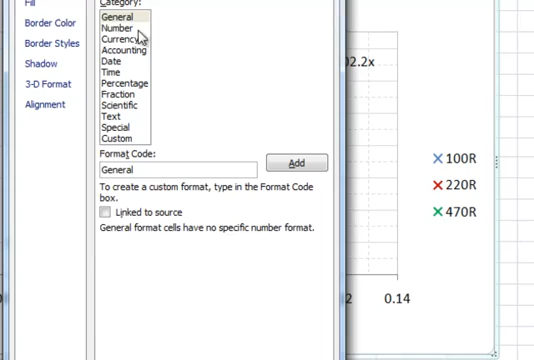 Fill
Border Color
Border Styles
Shadow
3-D Format
Alignment
Category:
General
Number
Currency
Accounting
Date
Time
Percentage
Fraction
Scientific
Text
Special
Custom
Format Code:
General
Add
To create a custom format, type in the Format Code
box.
Linked to source
General format cells have no specific number format.
02.2x
100R
220R
470R
2
0.14